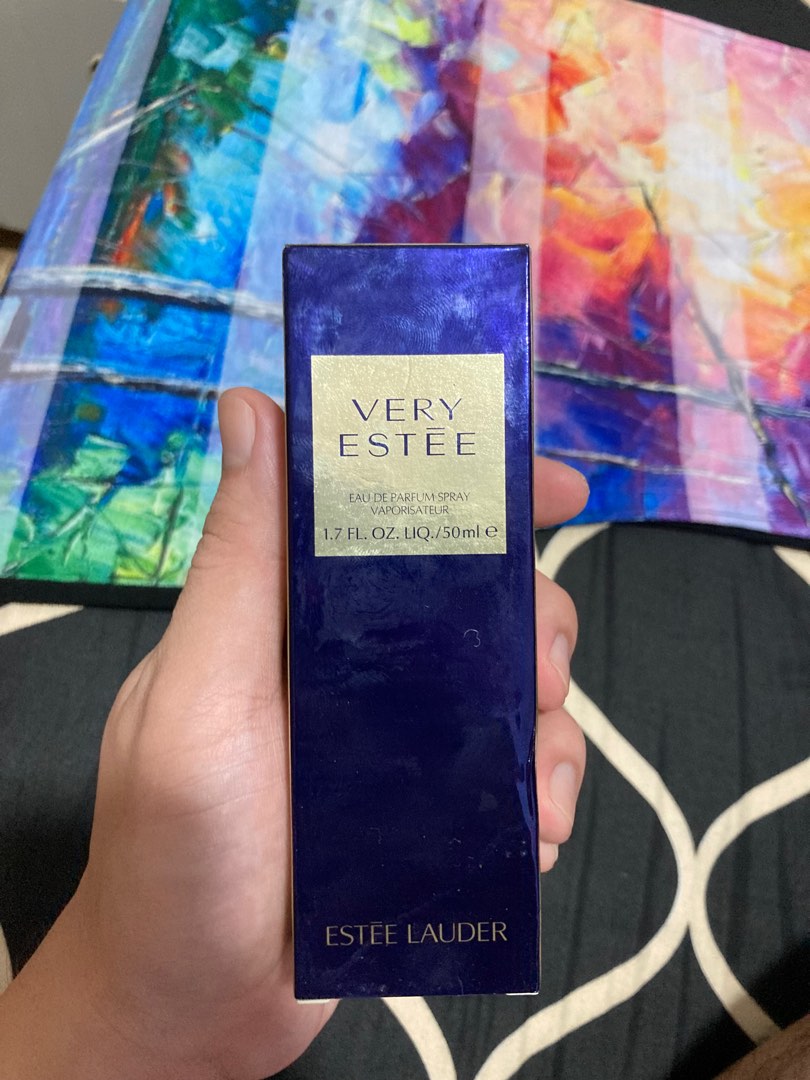 VERY
ESTĒE
EAU DE PARFUM SPRAY
VAPORISATEUR
1.7 FL. OZ. LIQ./50ml ℮
ESTĒE LAUDER